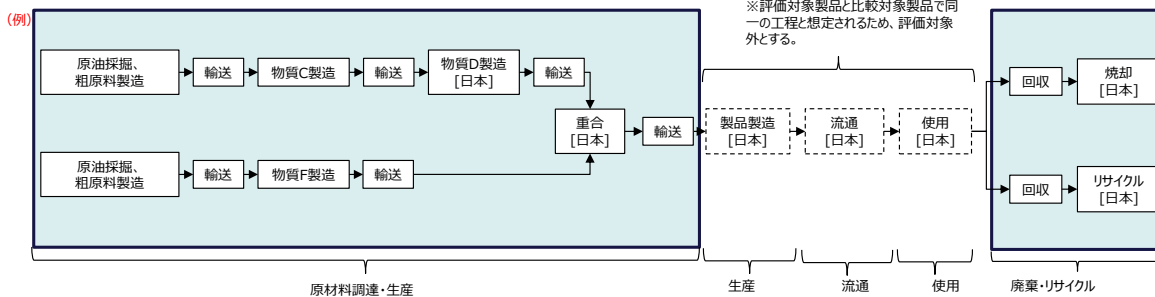 ※評価対象製品と比較対象製品で同
一の工程と想定されるため、評価対象
外とする。
（例）
原油採掘、
粗原料製造
輸送
物質C製造
輸送
物質D製造
[日本]
輸送
重合
[日本]
輸送
製品製造
[日本]
流通
[日本]
使用
[日本]
回収
焼却
[日本]
原油採掘、
粗原料製造
輸送
物質F製造
輸送
回収
リサイクル
[日本]
原材料調達・生産
生産
流通
使用
廃棄・リサイクル